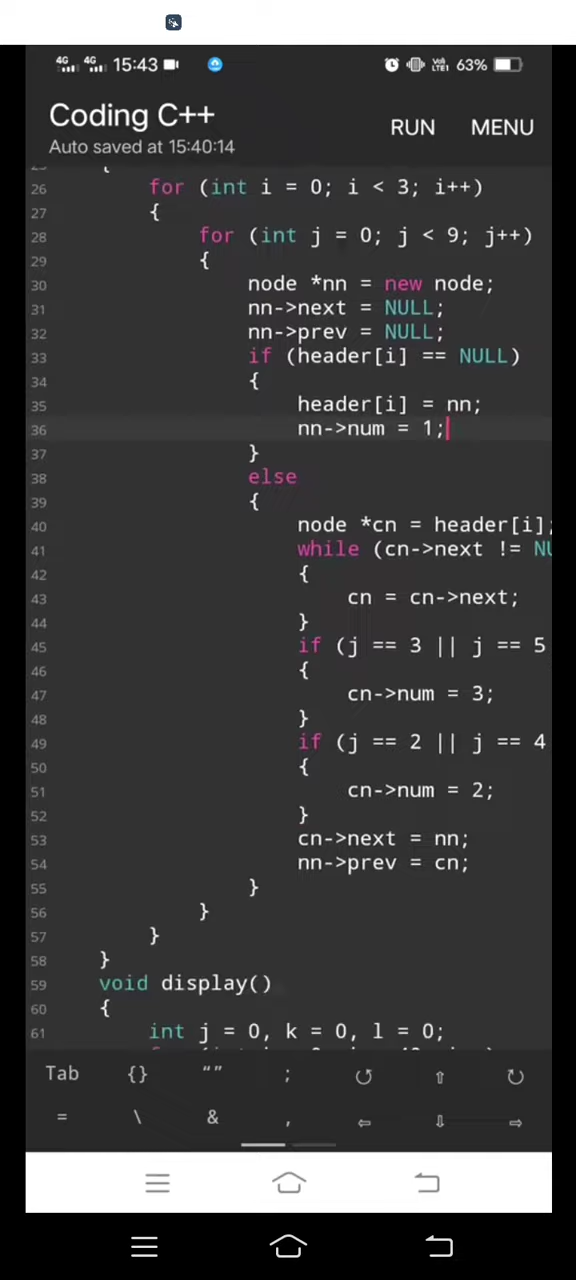 4G 4G 15:43 63%
Coding C++
RUN MENU
Auto saved at 15:40:14
{
26 for (int i = 0; i < 3; i++)
27 {
28 for (int j = 0; j < 9; j++)
29 {
30 node *nn = new node;
31 nn->next = NULL;
32 nn->prev = NULL;
33 if (header[i] == NULL)
34 {
35 header[i] = nn;
36 nn->num = 1;
37 }
38 else
39 {
40 node *cn = header[i];
41 while (cn->next != NU
42 {
43 cn = cn->next;
44 }
45 if (j == 3 || j == 5
46 {
47 cn->num = 3;
48 }
49 if (j == 2 || j == 4
50 {
51 cn->num = 2;
52 }
53 cn->next = nn;
54 nn->prev = cn;
55 }
56 }
57 }
58 }
59 void display()
60 {
61 int j = 0, k = 0, l = 0;
Tab {} “” ;
= \ & ,